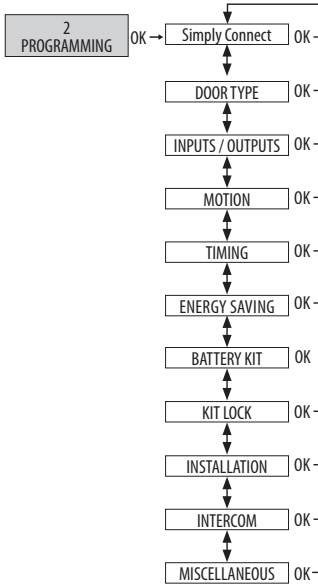 2
PROGRAMMING OK Simply Connect OK
DOOR TYPE OK
INPUTS / OUTPUTS OK
MOTION OK
TIMING OK
ENERGY SAVING OK
BATTERY KIT OK
KIT LOCK OK
INSTALLATION OK
INTERCOM OK
MISCELLANEOUS OK